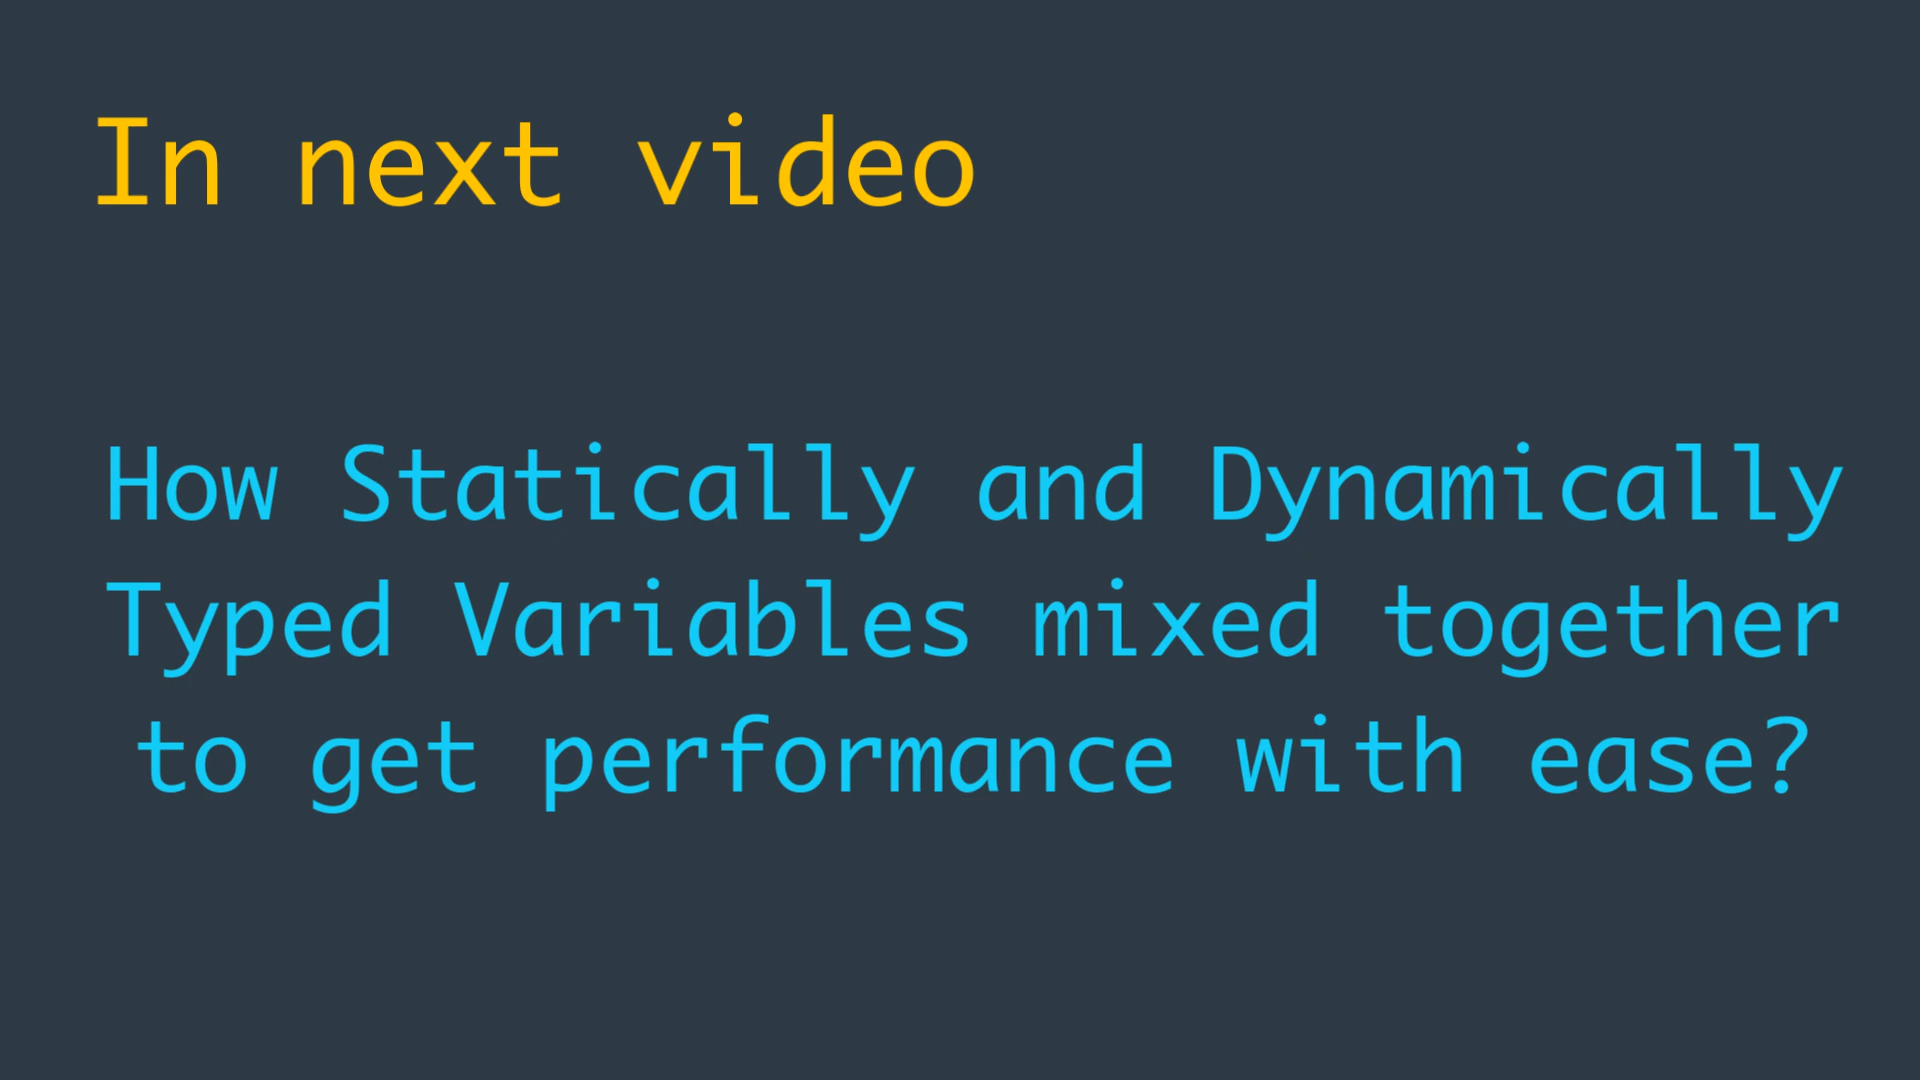 In next video
How Statically and Dynamically
Typed Variables mixed together
to get performance with ease?